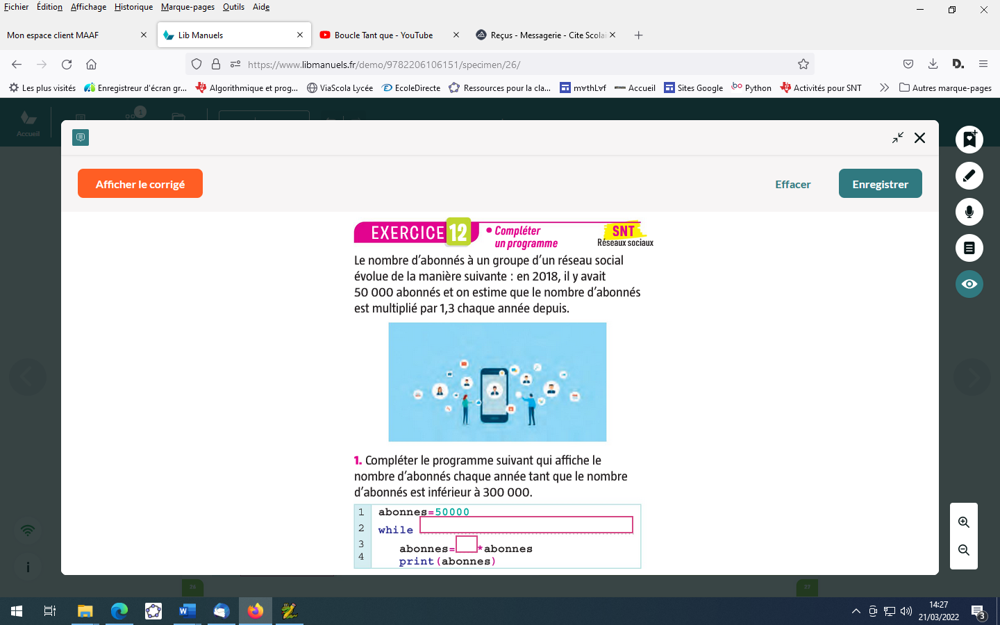 Fichier Édition Affichage Historique Marque-pages Outils Aide
Mon espace client MAAF
Lib Manuels
Boucle Tant que - YouTube
Reçus - Messagerie - Cite Scolai
https://www.libmanuels.fr/demo/9782206106151/specimen/26/
Les plus visités
Enregistreur d'écran gr...
Algorithmique et prog...
ViaScola Lycée
EcoleDirecte
Ressources pour la cla...
m∀thL∀f
Accueil
Sites Google
Python
Activités pour SNT
Autres marque-pages
1
Accueil
Afficher le corrigé
Effacer
Enregistrer
EXERCICE 12
• Compléter
un programme
SNT
Réseaux sociaux
Le nombre d'abonnés à un groupe d'un réseau social
évolue de la manière suivante : en 2018, il y avait
50 000 abonnés et on estime que le nombre d'abonnés
est multiplié par 1,3 chaque année depuis.
1. Compléter le programme suivant qui affiche le
nombre d'abonnés chaque année tant que le nombre
d'abonnés est inférieur à 300 000.
1 abonnes=50000
2 while
3 abonnes= *abonnes
4 print(abonnes)
26
27
14:27
21/03/2022
3